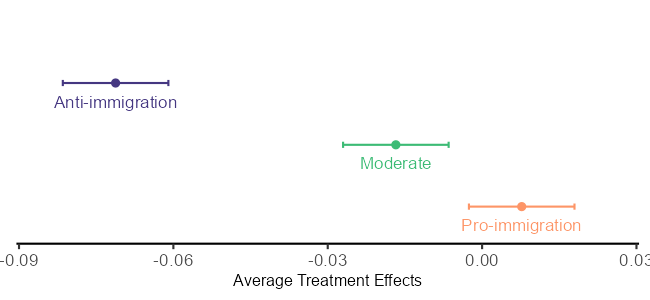 Anti-immigration
Moderate
Pro-immigration
-0.09 -0.06 -0.03 0.00 0.03
Average Treatment Effects